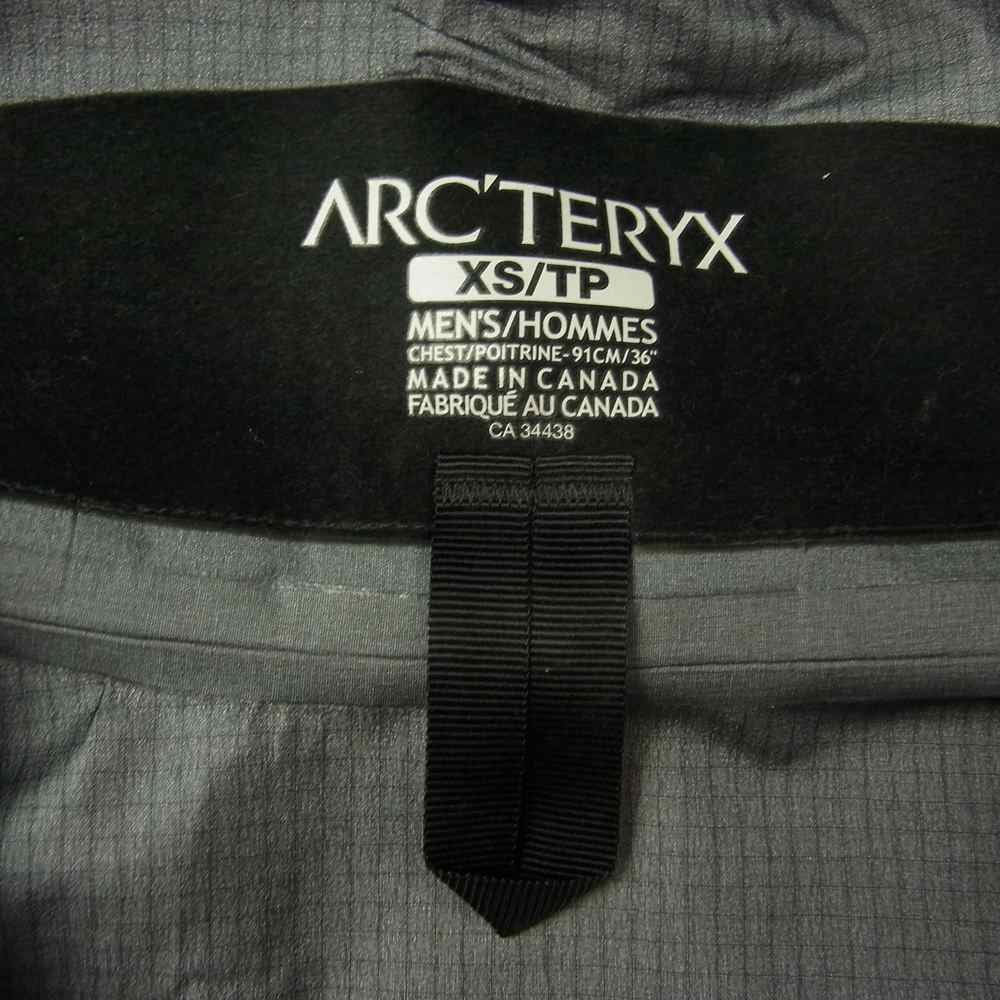 ARC'TERYX
XS/TP
MEN'S/HOMMES
CHEST/POITRINE-91CM/36"
MADE IN CANADA
FABRIQUÉ AU CANADA
CA 34438